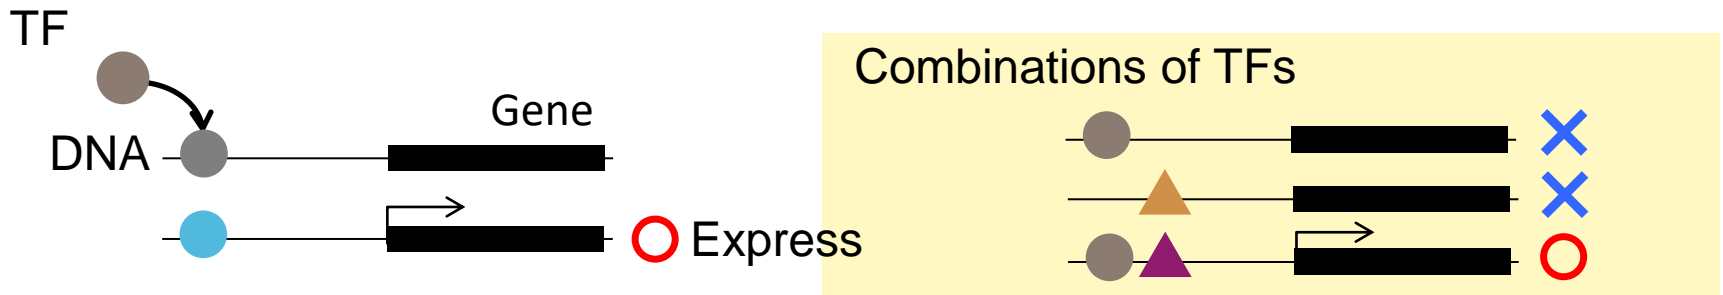 TF
Gene
DNA
Express
Combinations of TFs